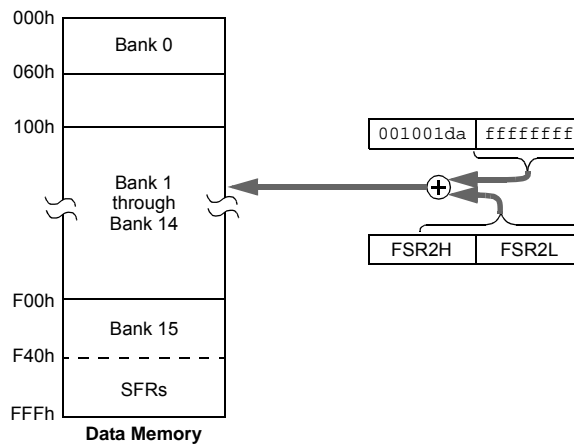 000h
Bank 0
060h
100h
001001da ffffffff
Bank 1
through
Bank 14
FSR2H FSR2L
F00h
Bank 15
F40h
SFRs
FFFh
Data Memory